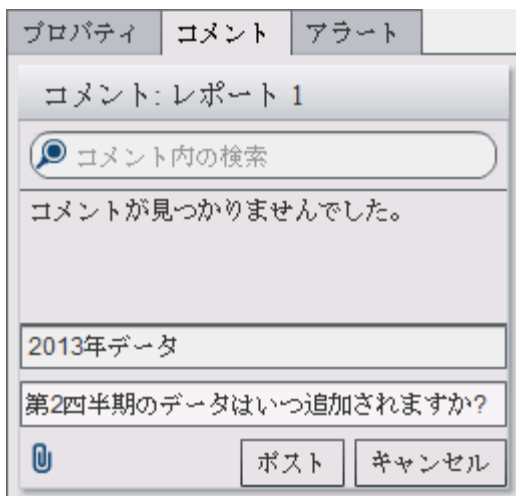 プロパティ コメント アラート
コメント: レポート 1
コメント内の検索
コメントが見つかりませんでした。
2013年データ
第2四半期のデータはいつ追加されますか?
ポスト キャンセル